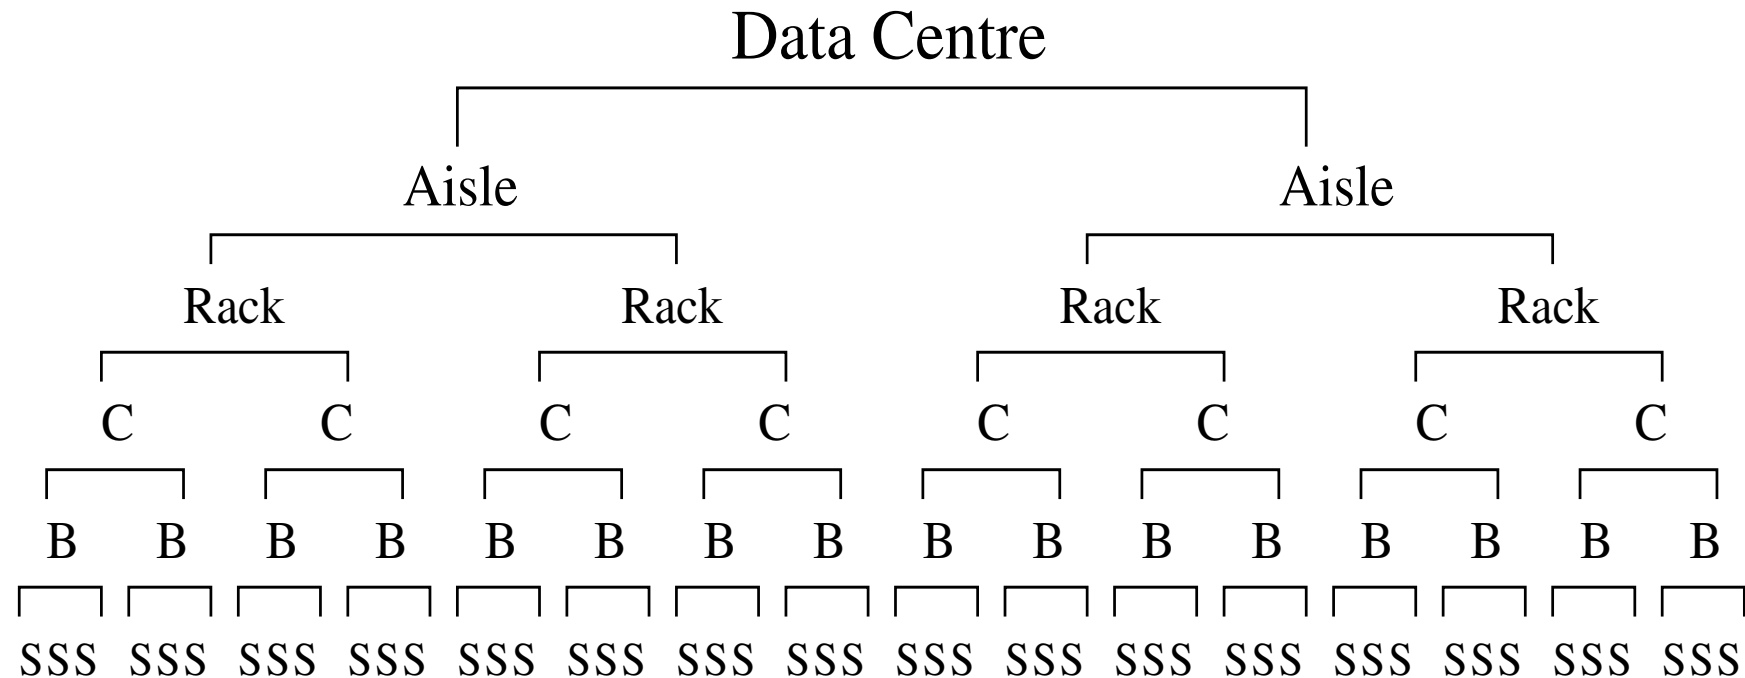 Data Centre
Aisle Aisle
Rack Rack Rack Rack
C C C C C C C C
B B B B B B B B B B B B B B B B
SSS SSS SSS SSS SSS SSS SSS SSS SSS SSS SSS SSS SSS SSS SSS SSS